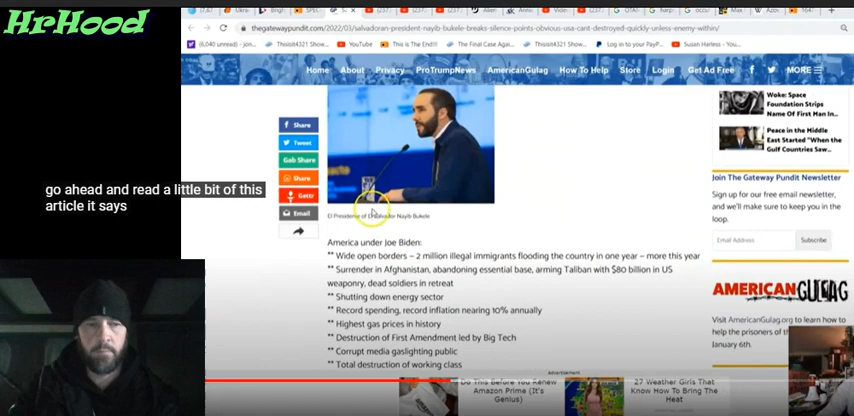 HrHood
thegatewaypundit.com/2022/03/salvadoran-president-nayib-bukele-breaks-silence-points-obvious-usa-cant-destroyed-quickly-unless-enemy-within/
(6,040 unread) - jon...
Thisisit4321 Show...
YouTube
This is The End!!!
The Final Case Agai...
Thisisit4321 Show...
Log in to your PayP...
Susan Harless - You...
Home About Privacy ProTrumpNews AmericanGulag How To Help Store Login Get Ad Free MORE
Share
Tweet
Gab Share
Share
Gettr
Email
go ahead and read a little bit of this
article it says
El Presidente of El Salvador Nayib Bukele
America under Joe Biden:
** Wide open borders – 2 million illegal immigrants flooding the country in one year – more this year
** Surrender in Afghanistan, abandoning essential base, arming Taliban with $80 billion in US
weaponry, dead soldiers in retreat
** Shutting down energy sector
** Record spending, record inflation nearing 10% annually
** Highest gas prices in history
** Destruction of First Amendment led by Big Tech
** Corrupt media gaslighting public
** Total destruction of working class
Advertisement
Do This Before You Renew
Amazon Prime (It's
Genius)
27 Weather Girls That
Know How To Bring The
Heat
Woke: Space
Foundation Strips
Name Of First Man In...
Peace in the Middle
East Started "When the
Gulf Countries Saw...
Join The Gateway Pundit Newsletter
Sign up for our free email newsletter,
and we'll make sure to keep you in the
loop.
Email Address
Subscribe
AMERICAN GULAG
Visit AmericanGulag.org to learn how to
help the prisoners of
January 6th.